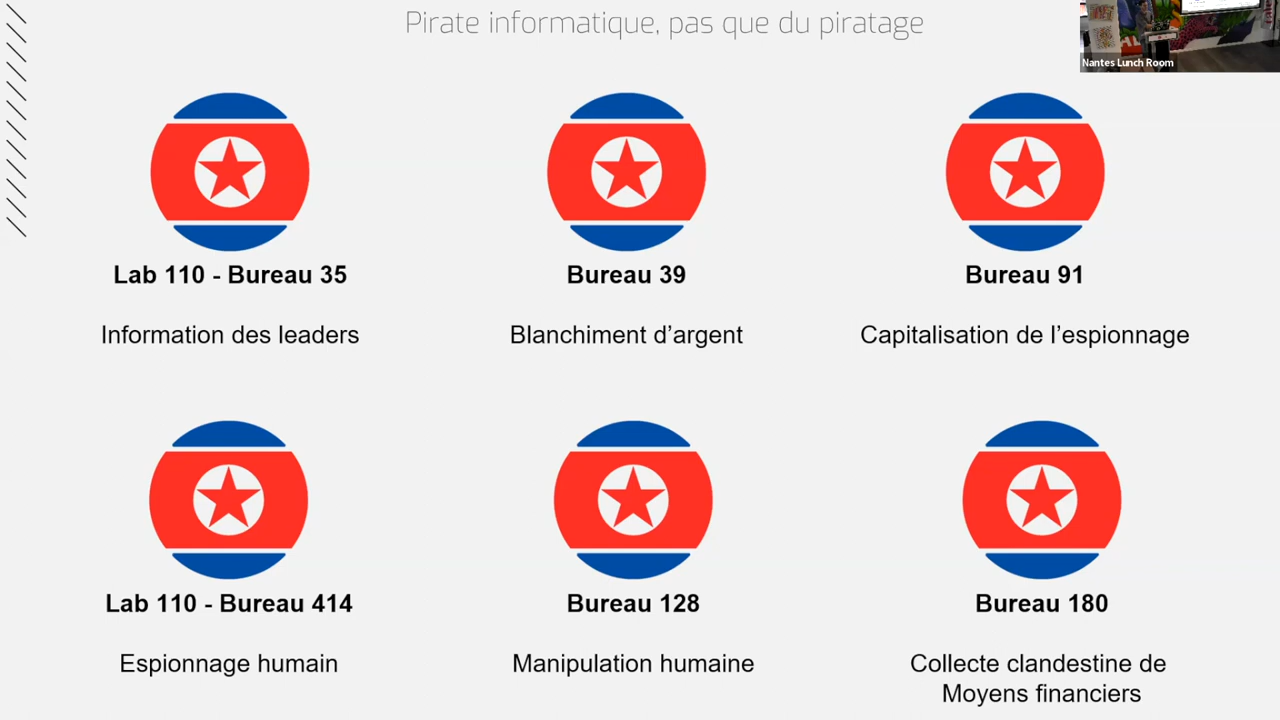 Pirate informatique, pas que du piratage
Nantes Lunch Room
Lab 110 - Bureau 35
Information des leaders
Bureau 39
Blanchiment d’argent
Bureau 91
Capitalisation de l’espionnage
Lab 110 - Bureau 414
Espionnage humain
Bureau 128
Manipulation humaine
Bureau 180
Collecte clandestine de
Moyens financiers